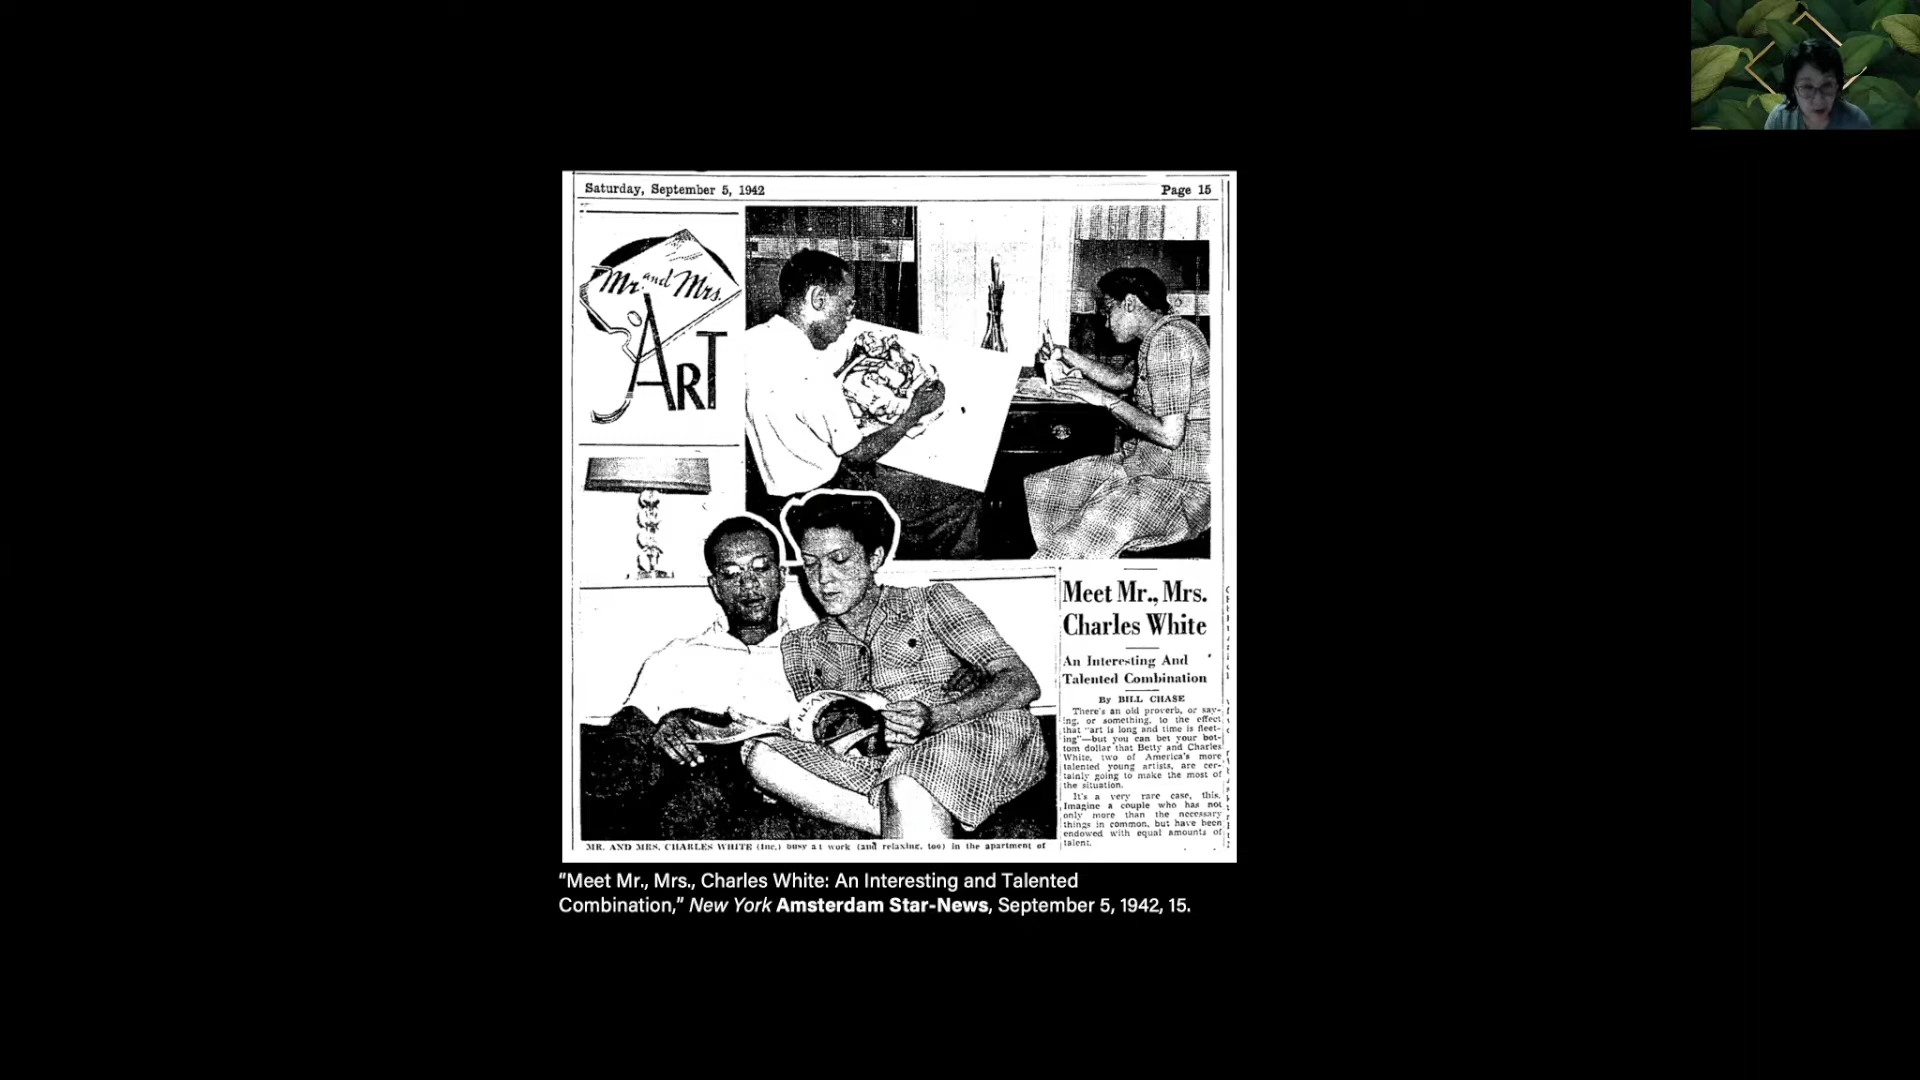 Saturday, September 5, 1942
Page 15
Mr. and Mrs.
ART
Meet Mr., Mrs.
Charles White
An Interesting And
Talented Combination
By BILL CHASE
There's an old proverb, or say-
ing, or something, to the effect
that "art is long and time is fleet-
ing"—but you can bet your bot-
tom dollar that Betty and Charles
White, two of America's more
talented young artists, are cer-
tainly going to make the most of
the situation.
It's a very rare case, this.
Imagine a couple who has not
only more than the necessary
things in common, but have been
endowed with equal amounts of
talent.
MR. AND MRS. CHARLES WHITE (Inc.) busy at work (and relaxing, too) in the apartment of
"Meet Mr., Mrs., Charles White: An Interesting and Talented
Combination," New York Amsterdam Star-News, September 5, 1942, 15.